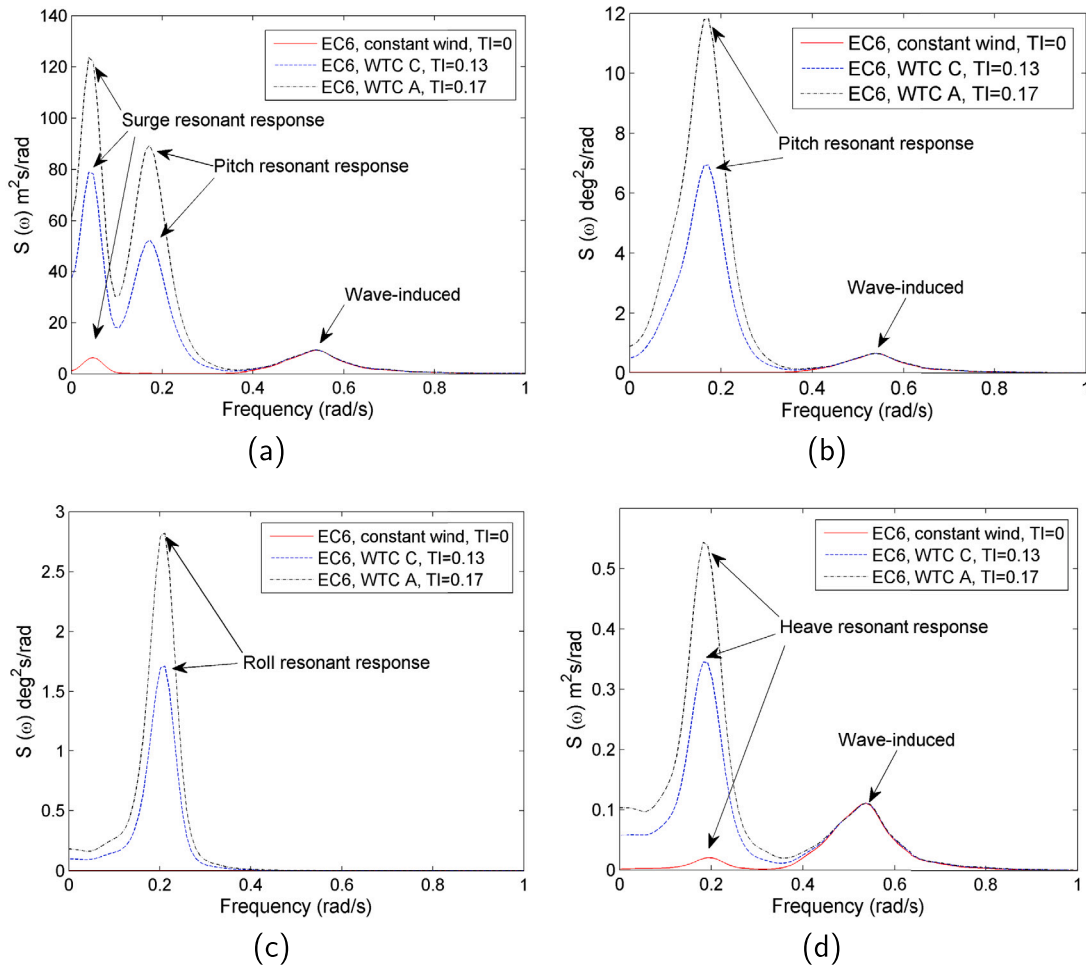 140
120
100
80
60
40
20
0
S (ω) m²s/rad
EC6, constant wind, TI=0
EC6, WTC C, TI=0.13
EC6, WTC A, TI=0.17
Surge resonant response
Pitch resonant response
Wave-induced
0 0.2 0.4 0.6 0.8 1
Frequency (rad/s)
(a)
12
10
8
6
4
2
0
S (ω) deg²s/rad
EC6, constant wind, TI=0
EC6, WTC C, TI=0.13
EC6, WTC A, TI=0.17
Pitch resonant response
Wave-induced
0 0.2 0.4 0.6 0.8 1
Frequency (rad/s)
(b)
3
2.5
2
1.5
1
0.5
0
S (ω) deg²s/rad
EC6, constant wind, TI=0
EC6, WTC C, TI=0.13
EC6, WTC A, TI=0.17
Roll resonant response
0 0.2 0.4 0.6 0.8 1
Frequency (rad/s)
(c)
0.5
0.4
0.3
0.2
0.1
0
S (ω) m²s/rad
EC6, constant wind, TI=0
EC6, WTC C, TI=0.13
EC6, WTC A, TI=0.17
Heave resonant response
Wave-induced
0 0.2 0.4 0.6 0.8 1
Frequency (rad/s)
(d)